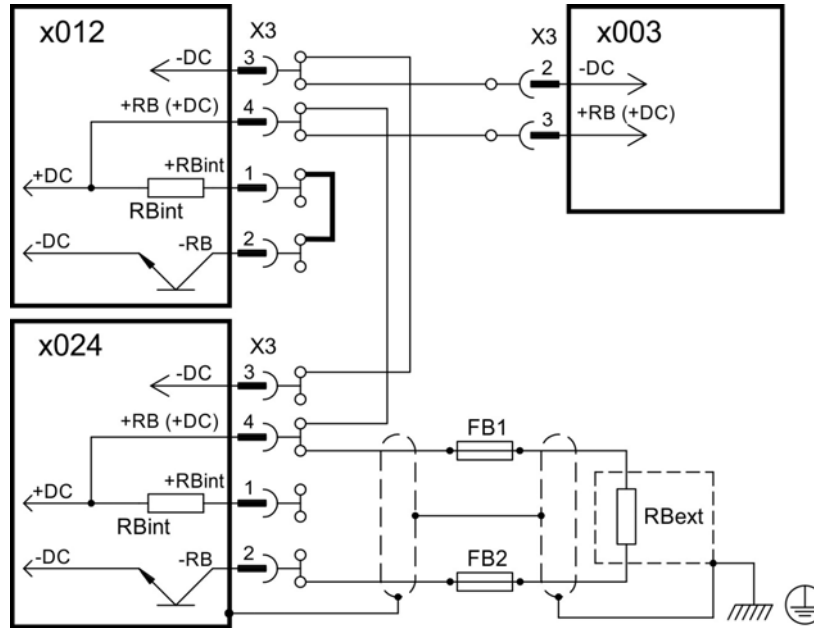 x012
X3
-DC
3
+RB (+DC)
4
+DC
+RBint
1
RBint
-DC
-RB
2
X3
x003
2
-DC
3
+RB (+DC)
x024
X3
-DC
3
+RB (+DC)
4
FB1
+DC
+RBint
1
RBint
RBext
-DC
-RB
2
FB2